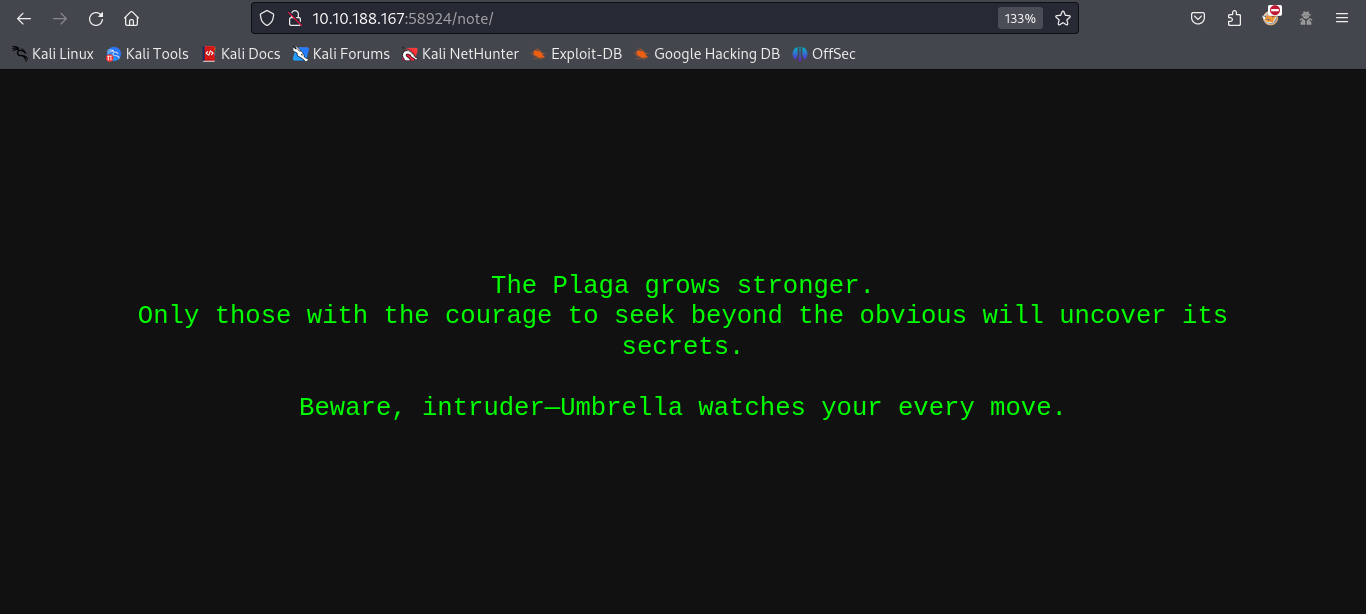 10.10.188.167:58924/note/
133%
Kali Linux Kali Tools Kali Docs Kali Forums Kali NetHunter Exploit-DB Google Hacking DB OffSec
The Plaga grows stronger.
Only those with the courage to seek beyond the obvious will uncover its
secrets.
Beware, intruder—Umbrella watches your every move.